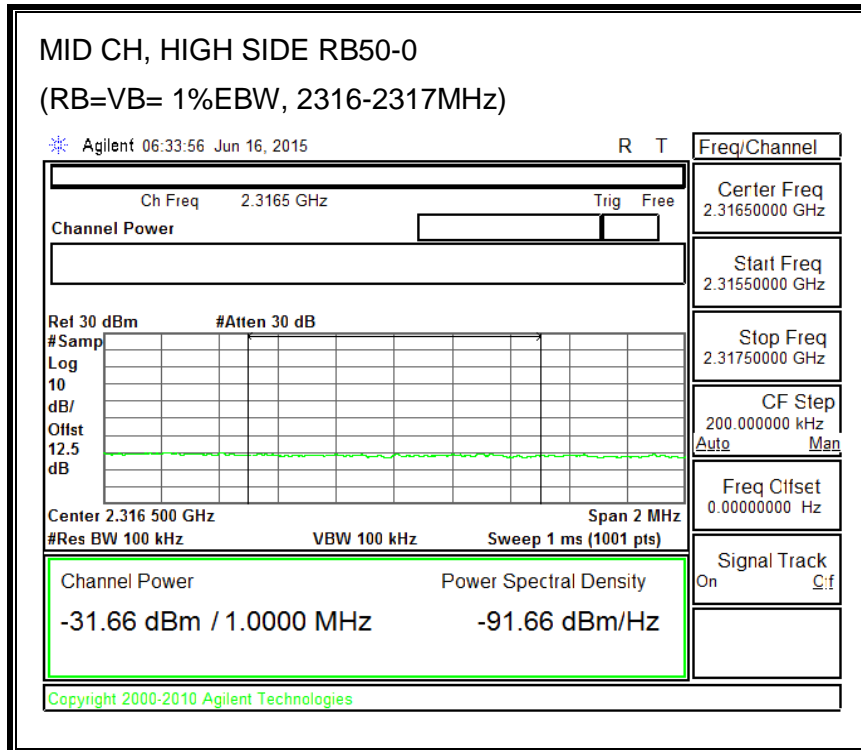 MID CH, HIGH SIDE RB50-0
(RB=VB= 1%EBW, 2316-2317MHz)
Agilent 06:33:56 Jun 16, 2015 R T
Freq/Channel
Ch Freq 2.3165 GHz Trig Free
Channel Power
Center Freq
2.31650000 GHz
Start Freq
2.31550000 GHz
Stop Freq
2.31750000 GHz
CF Step
200.000000 kHz
Auto Man
Freq Offset
0.00000000 Hz
Signal Track
On Off
Ref 30 dBm #Atten 30 dB
#Samp
Log
10
dB/
Offst
12.5
dB
Center 2.316 500 GHz Span 2 MHz
#Res BW 100 kHz VBW 100 kHz Sweep 1 ms (1001 pts)
Channel Power Power Spectral Density
-31.66 dBm / 1.0000 MHz -91.66 dBm/Hz
Copyright 2000-2010 Agilent Technologies